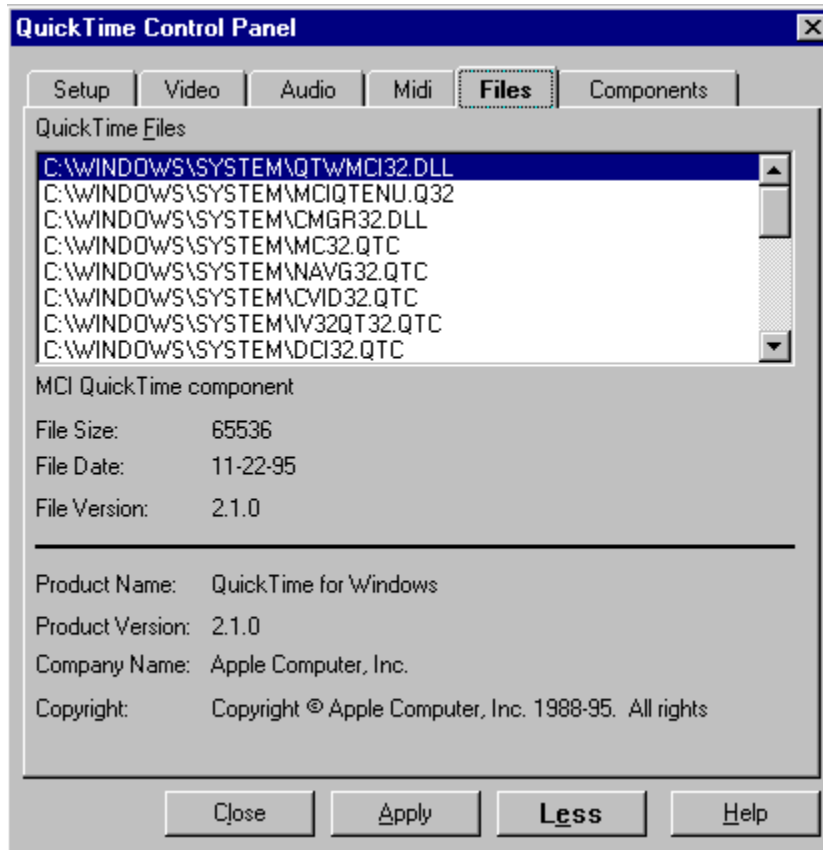 QuickTime Control Panel
Setup Video Audio Midi Files Components
QuickTime Files
C:\WINDOWS\SYSTEM\QTWMCI32.DLL
C:\WINDOWS\SYSTEM\MCIQTENU.Q32
C:\WINDOWS\SYSTEM\CMGR32.DLL
C:\WINDOWS\SYSTEM\MC32.QTC
C:\WINDOWS\SYSTEM\NAVG32.QTC
C:\WINDOWS\SYSTEM\CVID32.QTC
C:\WINDOWS\SYSTEM\IV32QT32.QTC
C:\WINDOWS\SYSTEM\DCI32.QTC
MCI QuickTime component
File Size: 65536
File Date: 11-22-95
File Version: 2.1.0
Product Name: QuickTime for Windows
Product Version: 2.1.0
Company Name: Apple Computer, Inc.
Copyright: Copyright © Apple Computer, Inc. 1988-95. All rights
Close Apply Less Help